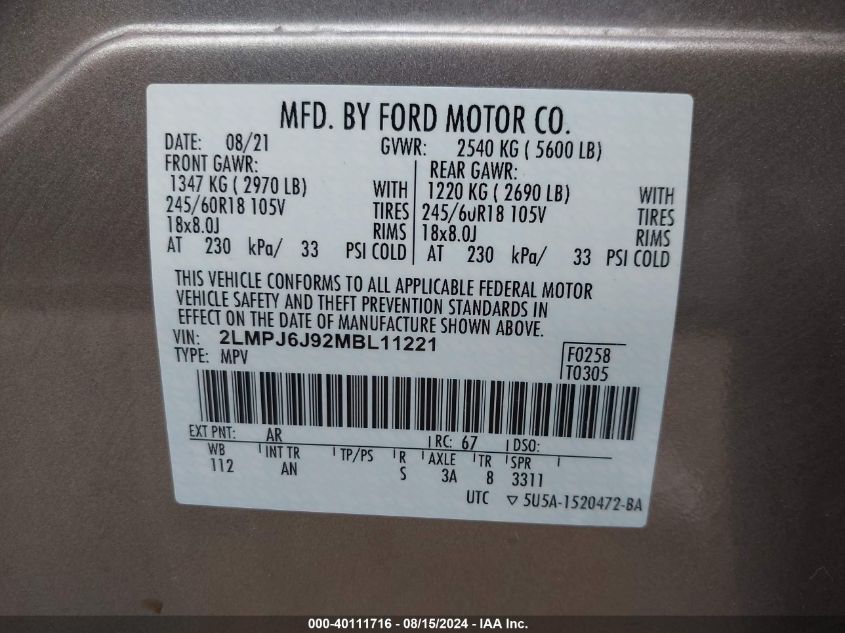 MFD. BY FORD MOTOR CO.
DATE: 08/21 GVWR: 2540 KG ( 5600 LB)
FRONT GAWR: REAR GAWR:
1347 KG ( 2970 LB) WITH 1220 KG ( 2690 LB) WITH
245/60R18 105V TIRES 245/60R18 105V TIRES
18x8.0J RIMS 18x8.0J RIMS
AT 230 kPa/ 33 PSI COLD AT 230 kPa/ 33 PSI COLD
THIS VEHICLE CONFORMS TO ALL APPLICABLE FEDERAL MOTOR
VEHICLE SAFETY AND THEFT PREVENTION STANDARDS IN
EFFECT ON THE DATE OF MANUFACTURE SHOWN ABOVE.
VIN: 2LMPJ6J92MBL11221
TYPE: MPV
F0258
T0305
EXT PNT: AR RC: 67 DSO:
WB INT TR TP/PS R AXLE TR SPR
112 AN S 3A 8 3311
UTC ▽ 5U5A-1520472-BA
000-40111716 - 08/15/2024 - IAA Inc.